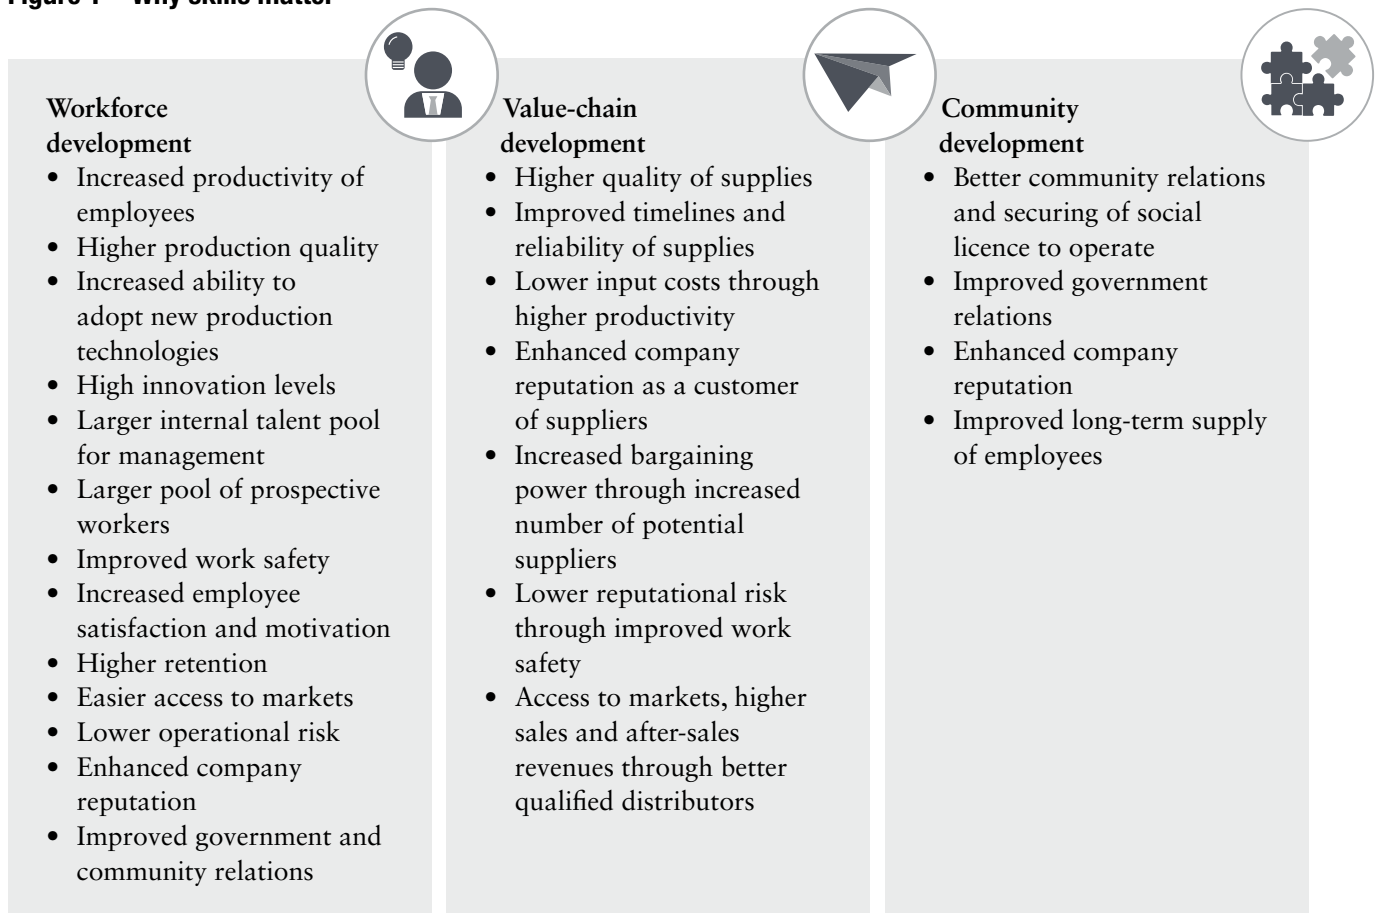 Figure 1 Why skills matter
Workforce
development
• Increased productivity of
employees
• Higher production quality
• Increased ability to
adopt new production
technologies
• High innovation levels
• Larger internal talent pool
for management
• Larger pool of prospective
workers
• Improved work safety
• Increased employee
satisfaction and motivation
• Higher retention
• Easier access to markets
• Lower operational risk
• Enhanced company
reputation
• Improved government and
community relations
Value-chain
development
• Higher quality of supplies
• Improved timelines and
reliability of supplies
• Lower input costs through
higher productivity
• Enhanced company
reputation as a customer
of suppliers
• Increased bargaining
power through increased
number of potential
suppliers
• Lower reputational risk
through improved work
safety
• Access to markets, higher
sales and after-sales
revenues through better
qualified distributors
Community
development
• Better community relations
and securing of social
licence to operate
• Improved government
relations
• Enhanced company
reputation
• Improved long-term supply
of employees